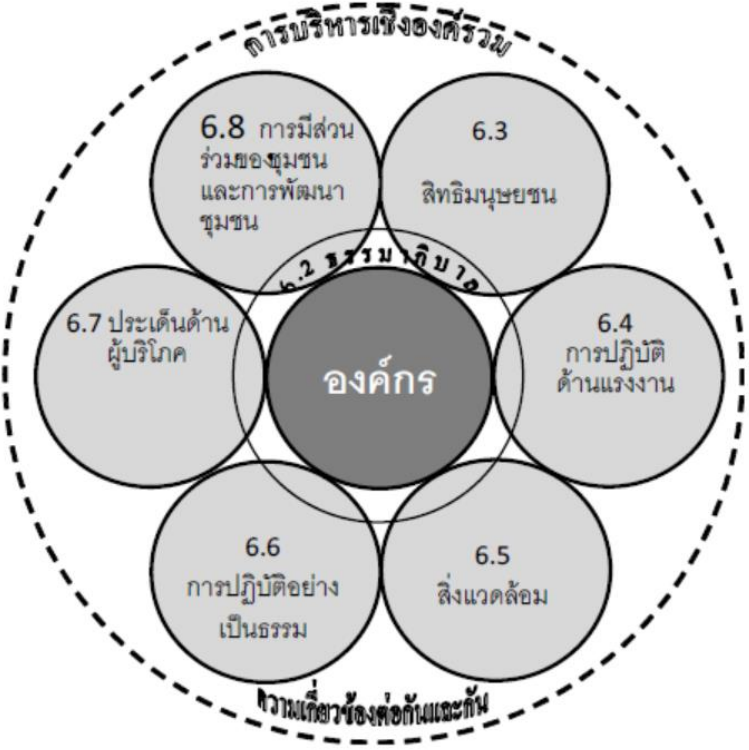 การบริหารเชิงองค์รวม
6.8 การมีส่วน
ร่วมของชุมชน
และการพัฒนา
ชุมชน
6.3
สิทธิมนุษยชน
6.2 ธรรมาภิบาล
6.7 ประเด็นด้าน
ผู้บริโภค
องค์กร
6.4
การปฏิบัติ
ด้านแรงงาน
6.6
การปฏิบัติอย่าง
เป็นธรรม
6.5
สิ่งแวดล้อม
ความเกี่ยวข้องต่อกันและกัน